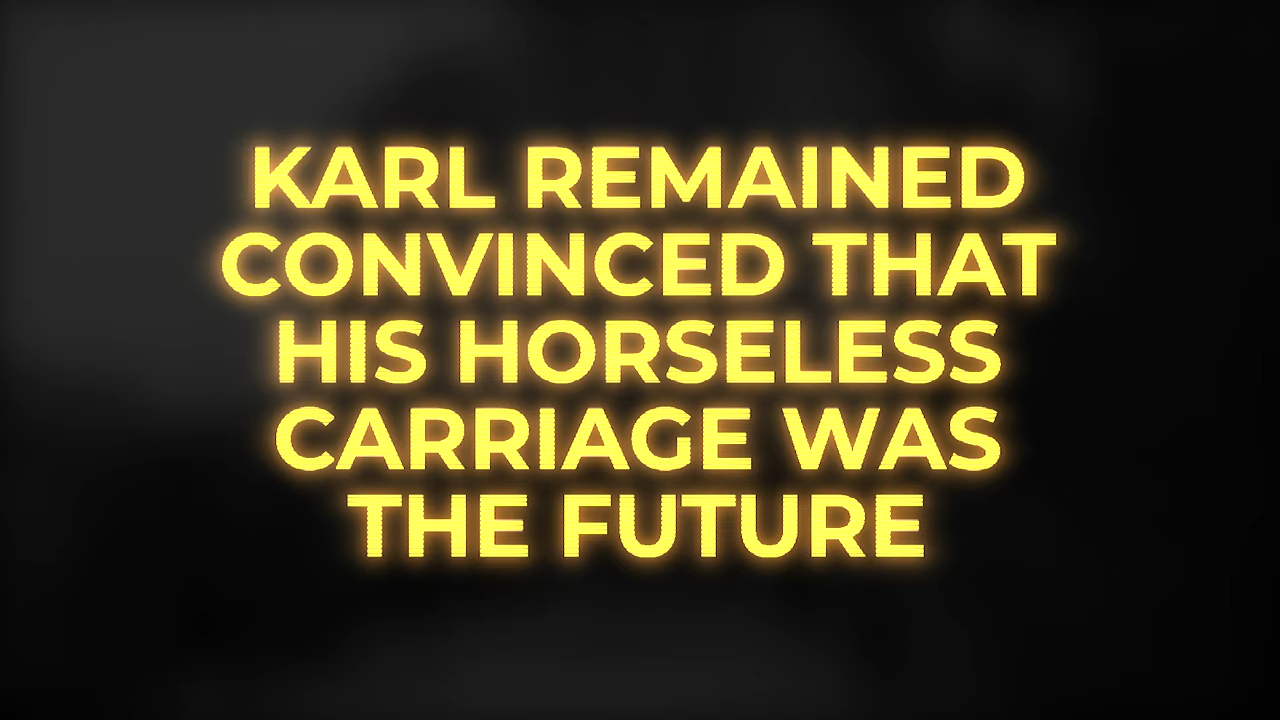 KARL REMAINED
CONVINCED THAT
HIS HORSELESS
CARRIAGE WAS
THE FUTURE